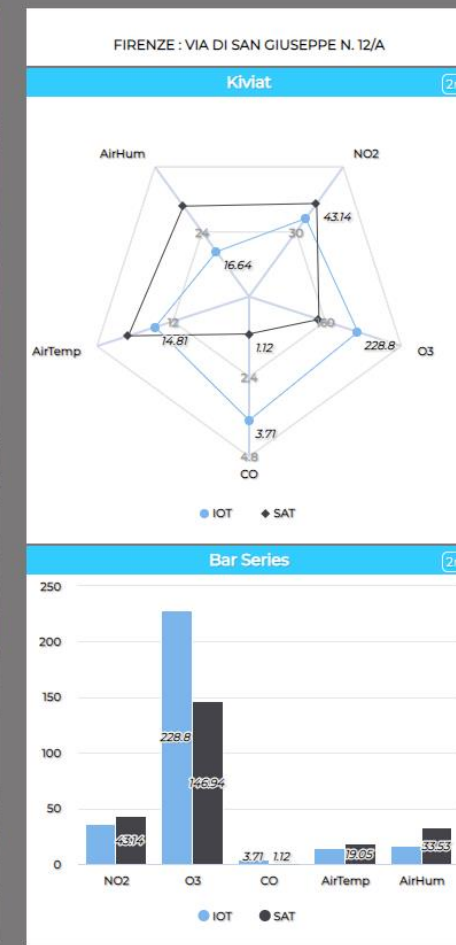 FIRENZE : VIA DI SAN GIUSEPPE N. 12/A
Kiviat
AirHum
NO2
24
30
43.14
16.64
12
160
AirTemp
14.81
1.12
228.8
O3
2.4
3.71
4.8
CO
IOT
SAT
Bar Series
250
200
150
100
50
0
228.8
146.94
43.14
3.71
1.12
19.05
33.53
NO2
O3
CO
AirTemp
AirHum
IOT
SAT